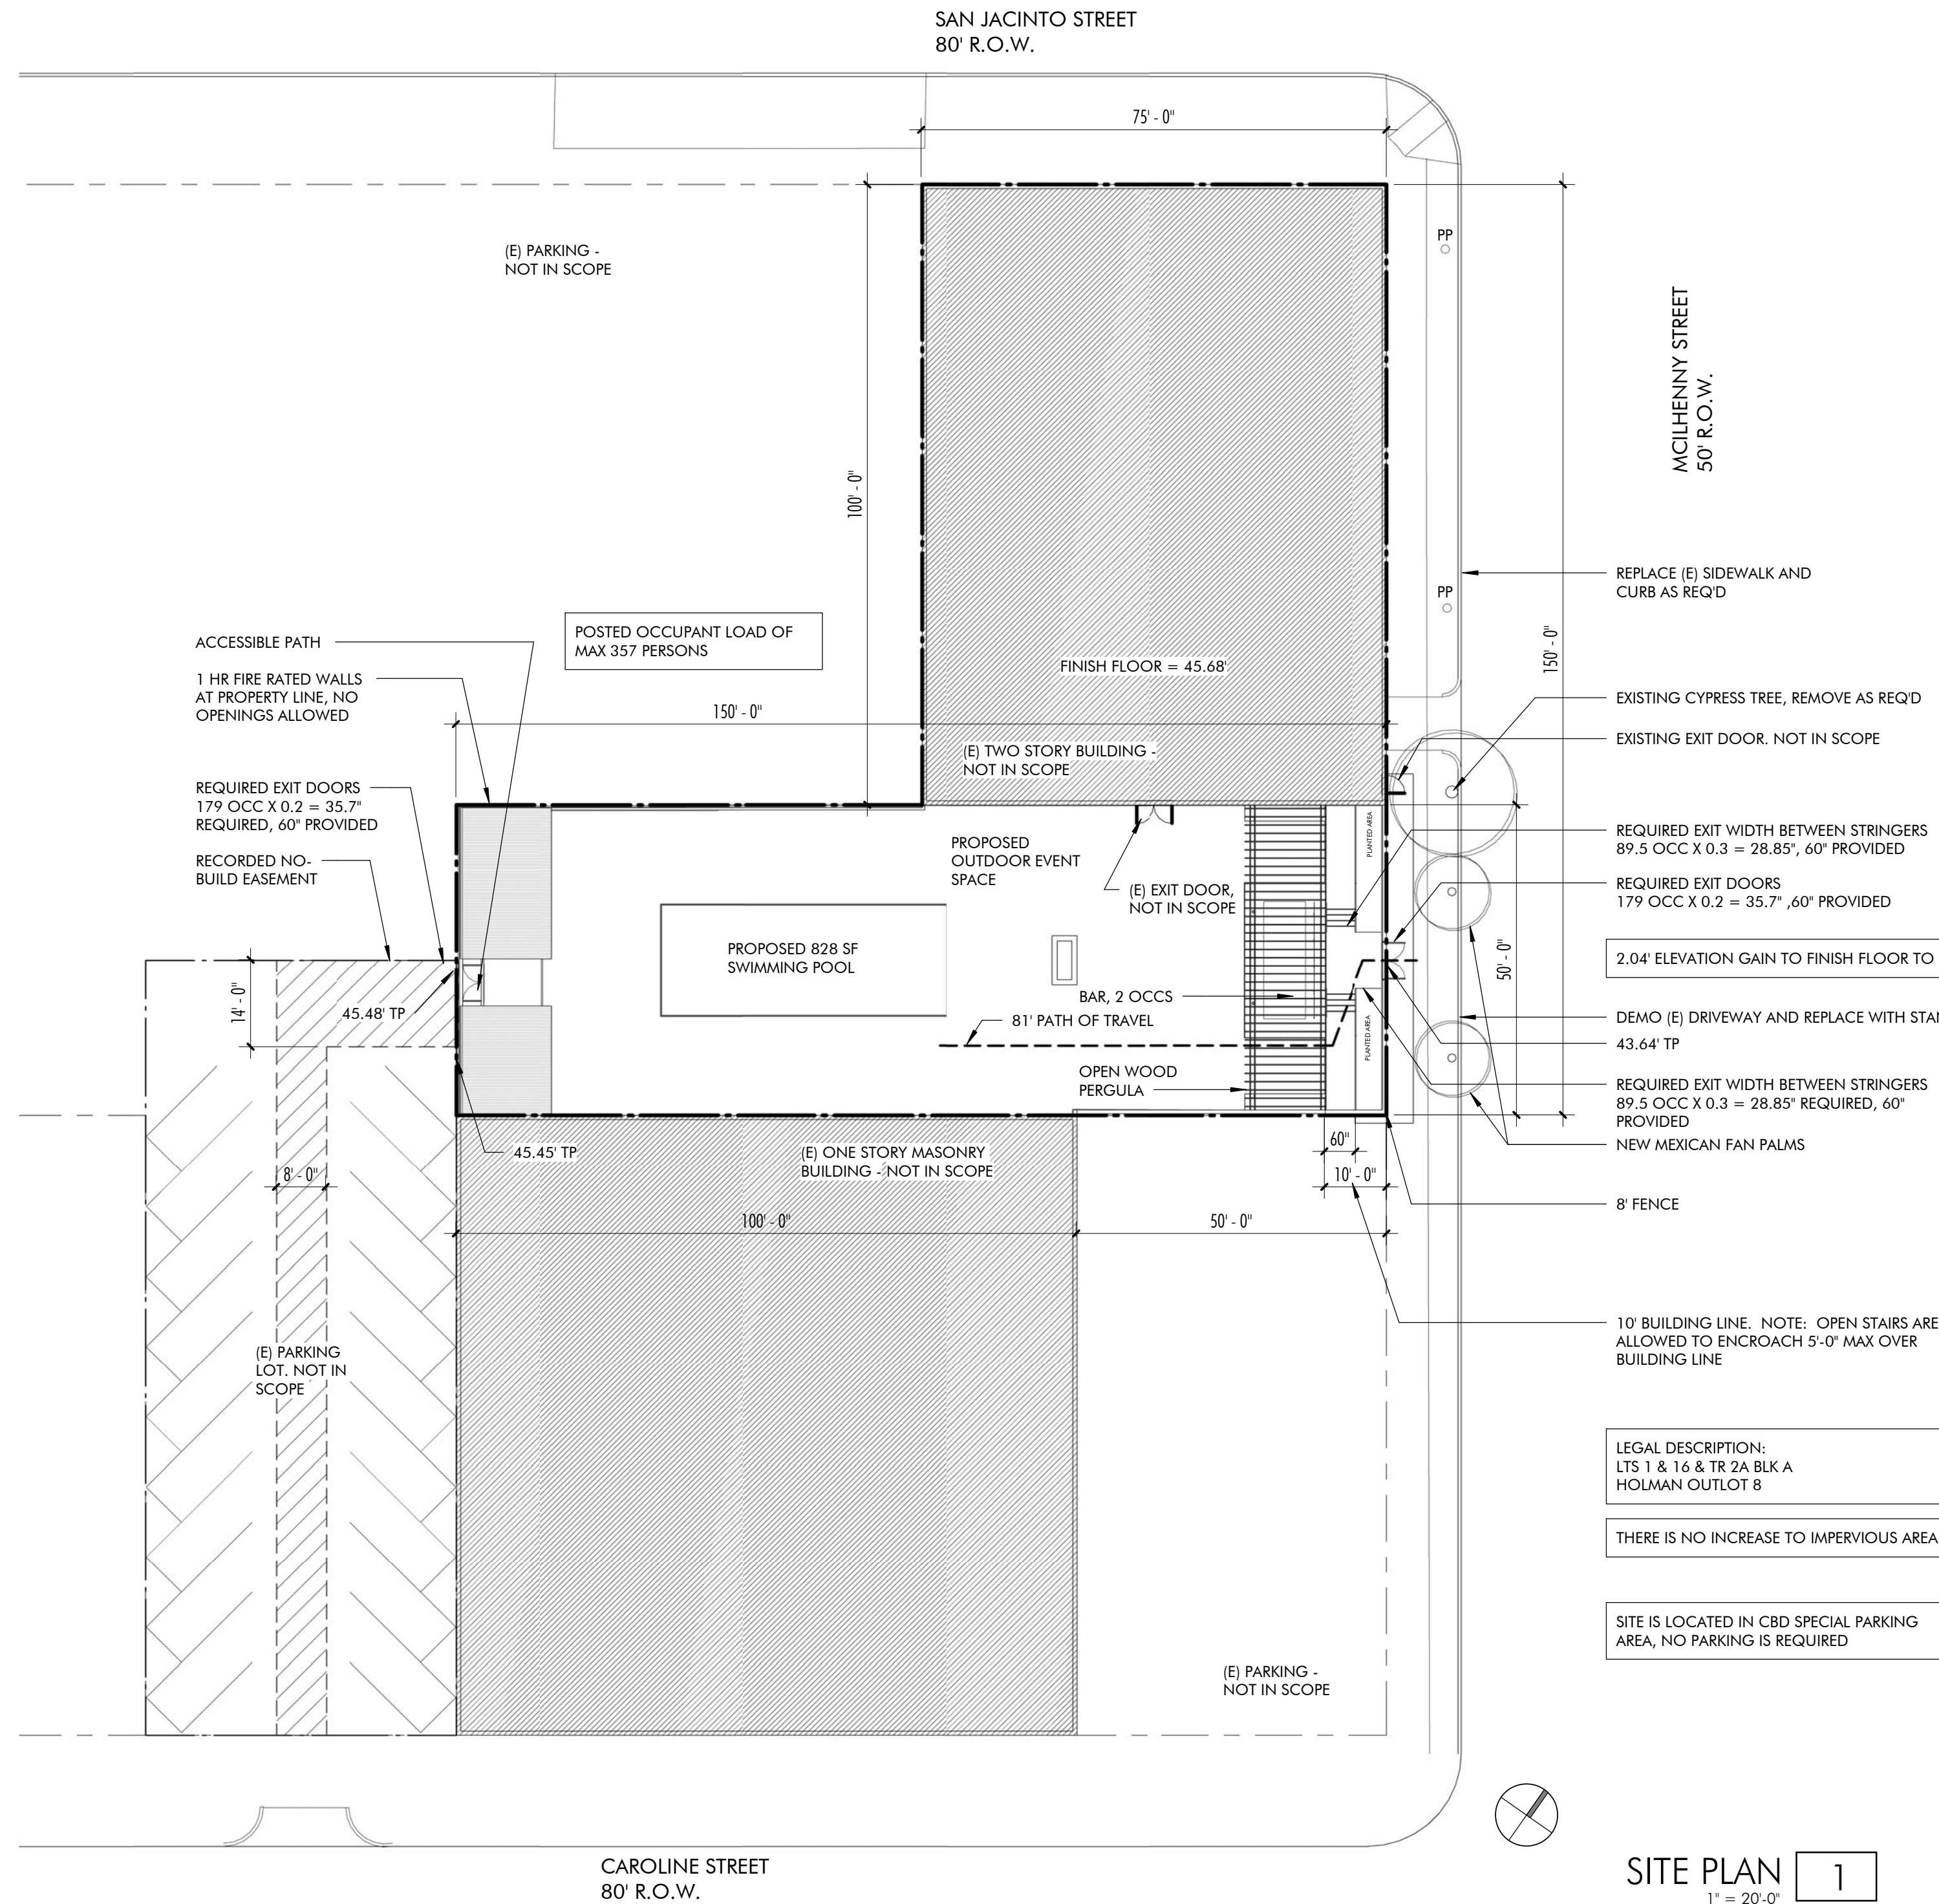 SAN JACINTO STREET
80' R.O.W.
75' - 0"
(E) PARKING -
NOT IN SCOPE
PP
MCILHENNY STREET
50' R.O.W.
100' - 0"
REPLACE (E) SIDEWALK AND
CURB AS REQ'D
PP
POSTED OCCUPANT LOAD OF
MAX 357 PERSONS
ACCESSIBLE PATH
150' - 0"
FINISH FLOOR = 45.68'
1 HR FIRE RATED WALLS
AT PROPERTY LINE, NO
OPENINGS ALLOWED
EXISTING CYPRESS TREE, REMOVE AS REQ'D
150' - 0"
EXISTING EXIT DOOR. NOT IN SCOPE
(E) TWO STORY BUILDING -
NOT IN SCOPE
REQUIRED EXIT DOORS
179 OCC X 0.2 = 35.7"
REQUIRED, 60" PROVIDED
RECORDED NO-
BUILD EASEMENT
PROPOSED
OUTDOOR EVENT
SPACE
PLANTED AREA
REQUIRED EXIT WIDTH BETWEEN STRINGERS
89.5 OCC X 0.3 = 28.85", 60" PROVIDED
(E) EXIT DOOR,
NOT IN SCOPE
REQUIRED EXIT DOORS
179 OCC X 0.2 = 35.7" ,60" PROVIDED
PROPOSED 828 SF
SWIMMING POOL
50' - 0"
2.04' ELEVATION GAIN TO FINISH FLOOR TO
14' - 0"
45.48' TP
BAR, 2 OCCS
81' PATH OF TRAVEL
PLANTED AREA
DEMO (E) DRIVEWAY AND REPLACE WITH STAN
43.64' TP
OPEN WOOD
PERGULA
REQUIRED EXIT WIDTH BETWEEN STRINGERS
89.5 OCC X 0.3 = 28.85" REQUIRED, 60"
PROVIDED
NEW MEXICAN FAN PALMS
45.45' TP
(E) ONE STORY MASONRY
BUILDING - NOT IN SCOPE
60"
8' - 0"
10' - 0"
8' FENCE
100' - 0"
50' - 0"
10' BUILDING LINE. NOTE: OPEN STAIRS ARE
ALLOWED TO ENCROACH 5'-0" MAX OVER
BUILDING LINE
(E) PARKING
LOT. NOT IN
SCOPE
LEGAL DESCRIPTION:
LTS 1 & 16 & TR 2A BLK A
HOLMAN OUTLOT 8
THERE IS NO INCREASE TO IMPERVIOUS AREA
SITE IS LOCATED IN CBD SPECIAL PARKING
AREA, NO PARKING IS REQUIRED
(E) PARKING -
NOT IN SCOPE
CAROLINE STREET
80' R.O.W.
SITE PLAN
1
1" = 20'-0"